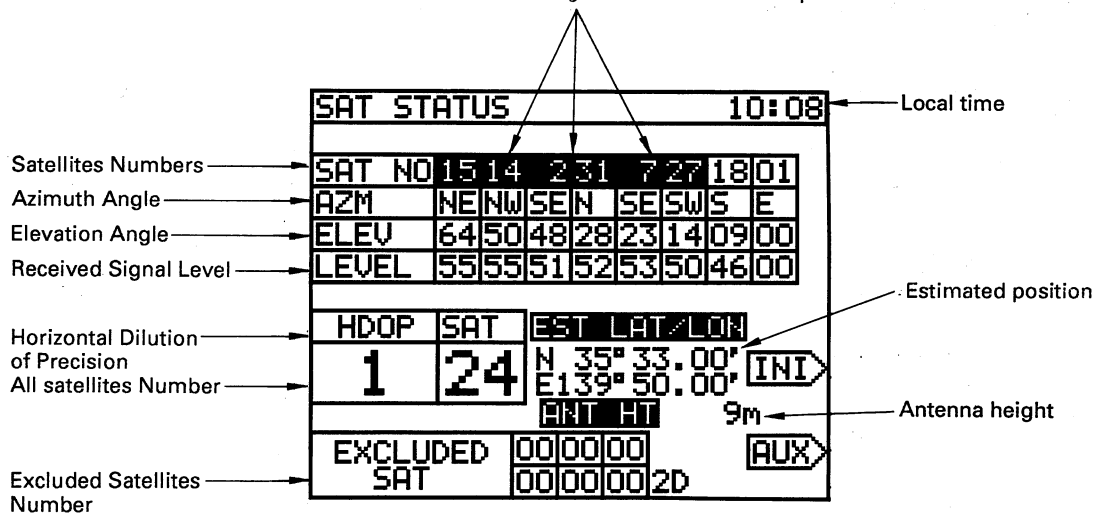 SAT STATUS 10:08
Local time
Satellites Numbers
SAT NO 15 14 2 31 7 27 18 01
Azimuth Angle
AZM NE NW SE N SE SW S E
Elevation Angle
ELEV 64 50 48 28 23 14 09 00
Received Signal Level
LEVEL 55 55 51 52 53 50 46 00
Estimated position
Horizontal Dilution
of Precision
HDOP SAT EST LAT/LON
All satellites Number
1 24 N 35° 33.00'
E139° 50.00'
INI
ANT HT 9m
Antenna height
EXCLUDED
SAT
00 00 00
00 00 00 2D
AUX
Excluded Satellites
Number